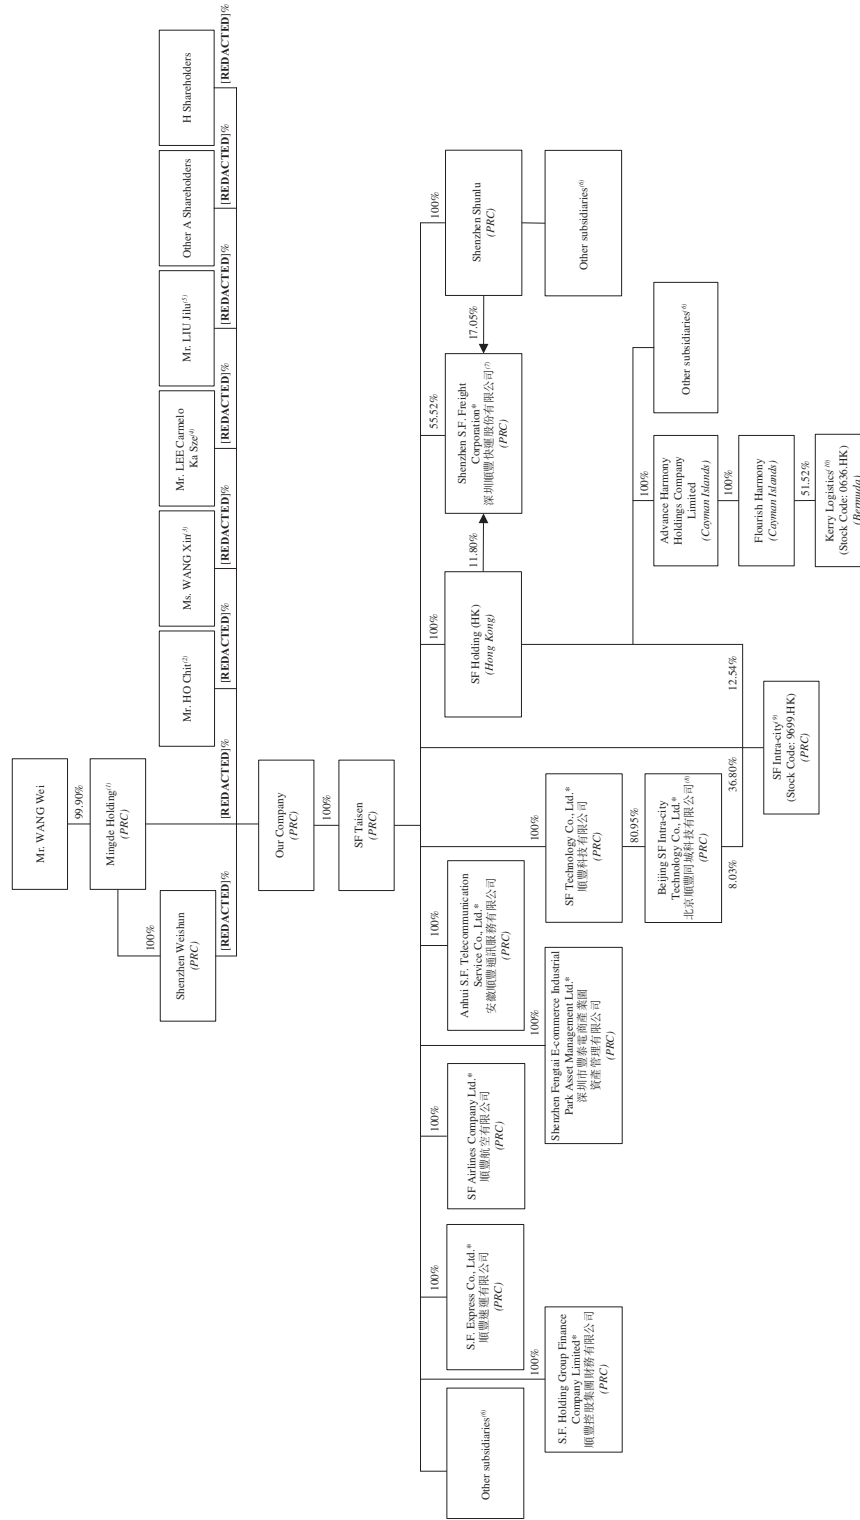 Mr. WANG Wei
99.90%
Mingde Holding(1)
(PRC)
100%
Shenzhen Weishun
(PRC)
Mr. HO Chit(2)
Ms. WANG Xin(3)
Mr. LEE Carmelo
Ka Sze(4)
Mr. LIU Jilu(5)
Other A Shareholders
H Shareholders
[REDACTED]%
[REDACTED]%
[REDACTED]%
[REDACTED]%
[REDACTED]%
[REDACTED]%
[REDACTED]%
[REDACTED]%
Our Company
(PRC)
100%
SF Taisen
(PRC)
Other subsidiaries(6)
100%
S.F. Express Co., Ltd.*
順豐速運有限公司
(PRC)
100%
SF Airlines Company Ltd.*
順豐航空有限公司
(PRC)
100%
Anhui S.F. Telecommunication
Service Co., Ltd.*
安徽順豐通訊服務有限公司
(PRC)
100%
SF Holding (HK)
(Hong Kong)
11.80%
55.52%
Shenzhen S.F. Freight
Corporation*
深圳順豐快運股份有限公司(7)
(PRC)
17.05%
100%
Shenzhen Shunlu
(PRC)
100%
S.F. Holding Group Finance
Company Limited*
順豐控股集團財務有限公司
(PRC)
100%
Shenzhen Fengtai E-commerce Industrial
Park Asset Management Ltd.*
深圳市豐泰電商產業園
資產管理有限公司
(PRC)
100%
SF Technology Co., Ltd.*
順豐科技有限公司
(PRC)
Other subsidiaries(6)
80.95%
Beijing SF Intra-city
Technology Co., Ltd.*
北京順豐同城科技有限公司(8)
(PRC)
100%
Advance Harmony
Holdings Company
Limited
(Cayman Islands)
Other subsidiaries(6)
8.03%
36.80%
12.54%
100%
Flourish Harmony
(Cayman Islands)
SF Intra-city(9)
(Stock Code: 9699.HK)
(PRC)
51.52%
Kerry Logistics(10)
(Stock Code: 0636.HK)
(Bermuda)